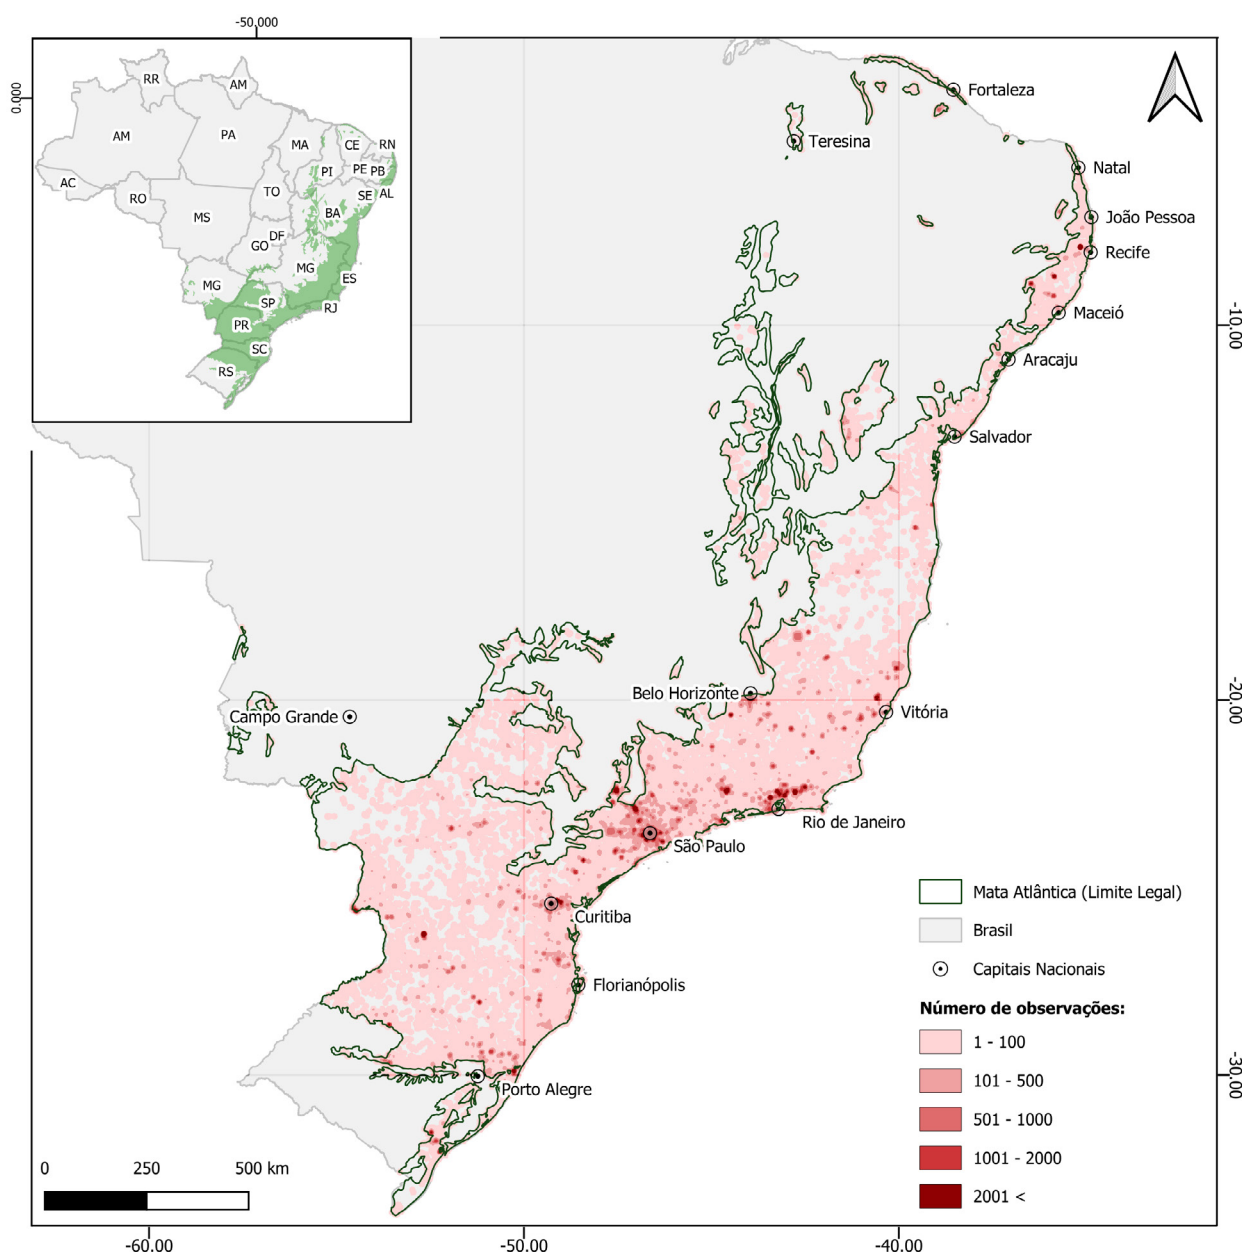 -50.000
0.000
RR
AM
AM
PA
MA
CE
RN
PI
PE
PB
AC
RO
TO
SE
AL
MS
BA
DF
GO
MG
ES
MG
SP
RJ
PR
SC
RS
Fortaleza
Teresina
Natal
João Pessoa
Recife
Maceió
-10.00
Aracaju
Salvador
Belo Horizonte
-20.00
Campo Grande
Vitória
Rio de Janeiro
São Paulo
Curitiba
Florianópolis
Porto Alegre
-30.00
Mata Atlântica (Limite Legal)
Brasil
Capitais Nacionais
Número de observações:
1 - 100
101 - 500
501 - 1000
1001 - 2000
2001 <
0 250 500 km
-60.00 -50.00 -40.00